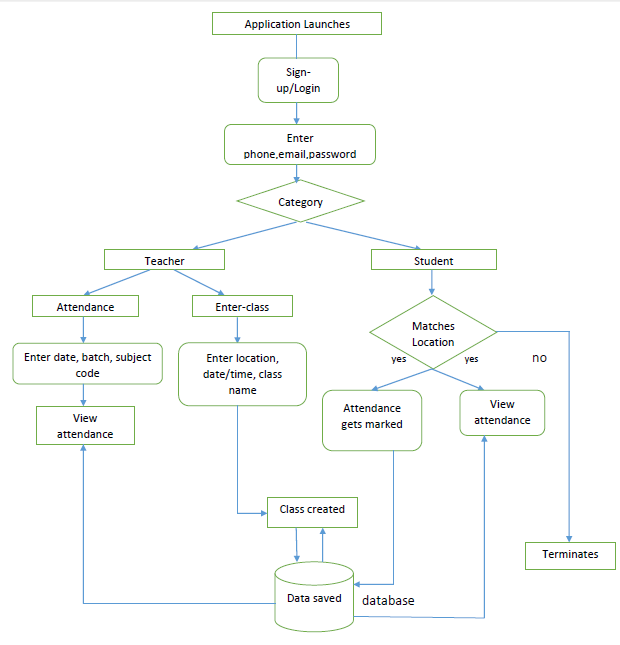 Application Launches
Sign-
up/Login
Enter
phone,email,password
Category
Teacher
Student
Attendance
Enter-class
Matches
Location
yes
yes
no
Enter date, batch, subject
code
Enter location,
date/time, class
name
View
attendance
Attendance
gets marked
View
attendance
Class created
Terminates
Data saved
database